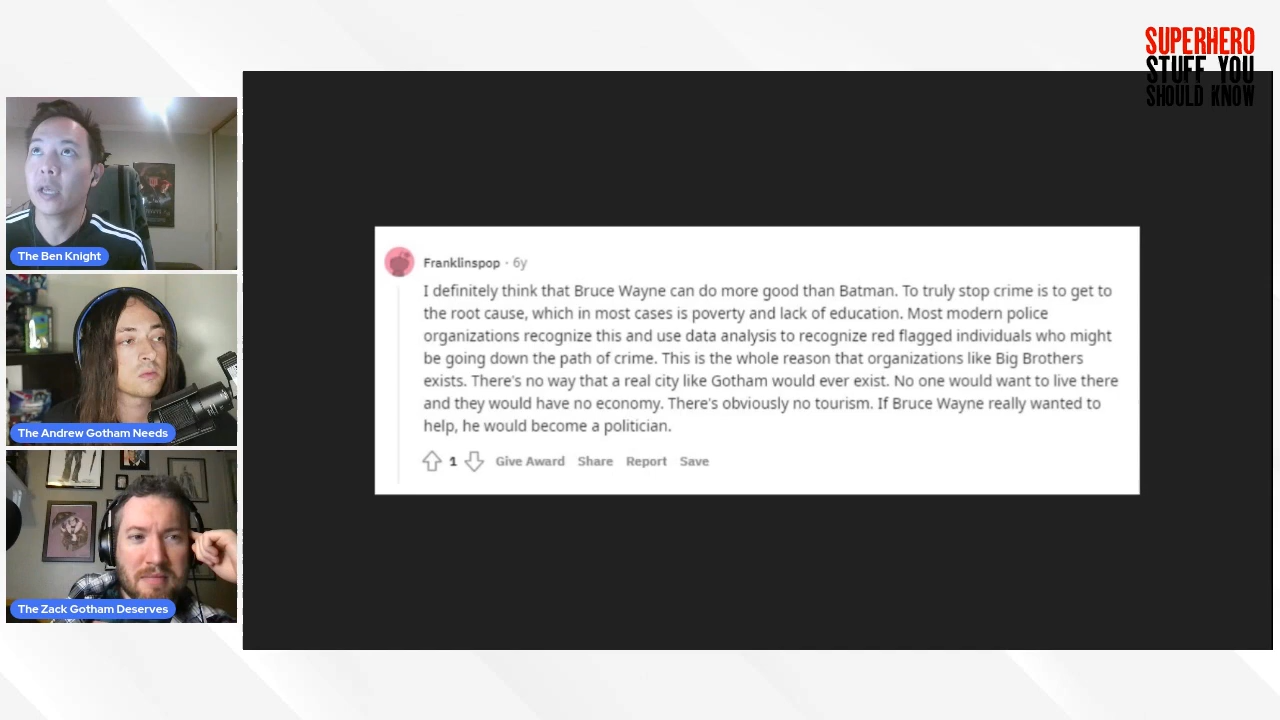 SUPERHERO
STUFF YOU
SHOULD KNOW
The Ben Knight
The Andrew Gotham Needs
The Zack Gotham Deserves
Franklinspop · 6y
I definitely think that Bruce Wayne can do more good than Batman. To truly stop crime is to get to
the root cause, which in most cases is poverty and lack of education. Most modern police
organizations recognize this and use data analysis to recognize red flagged individuals who might
be going down the path of crime. This is the whole reason that organizations like Big Brothers
exists. There's no way that a real city like Gotham would ever exist. No one would want to live there
and they would have no economy. There's obviously no tourism. If Bruce Wayne really wanted to
help, he would become a politician.
1 Give Award Share Report Save